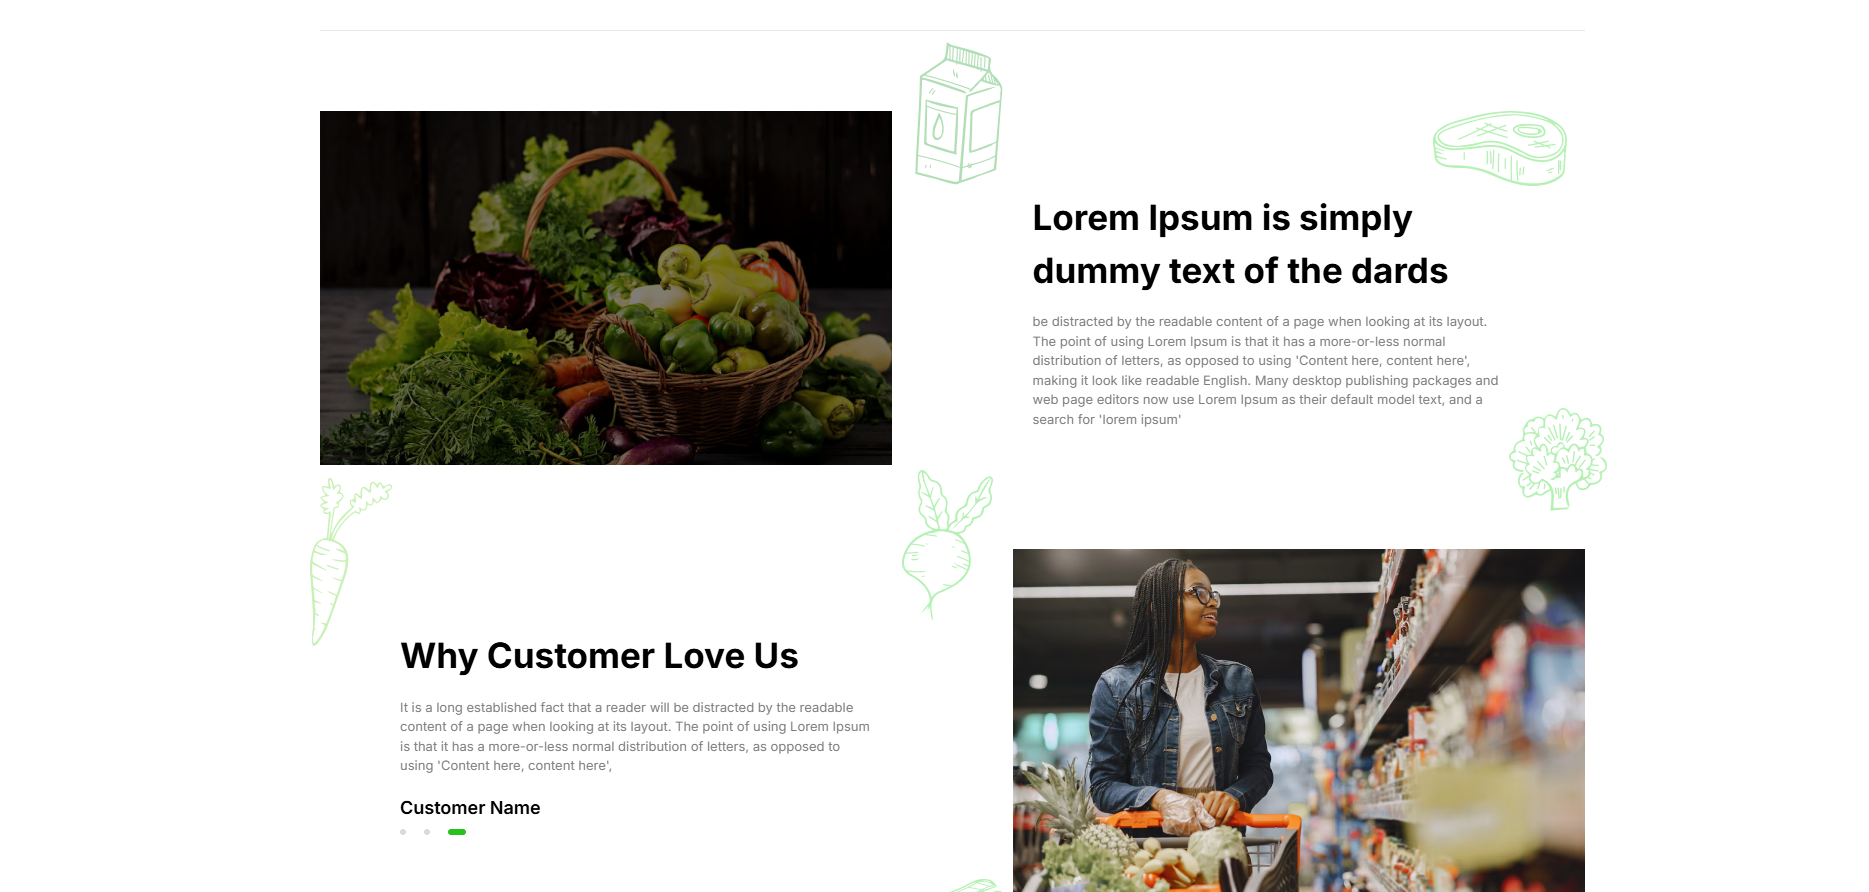 Lorem Ipsum is simply
dummy text of the dards
be distracted by the readable content of a page when looking at its layout.
The point of using Lorem Ipsum is that it has a more-or-less normal
distribution of letters, as opposed to using 'Content here, content here',
making it look like readable English. Many desktop publishing packages and
web page editors now use Lorem Ipsum as their default model text, and a
search for 'lorem ipsum'
Why Customer Love Us
It is a long established fact that a reader will be distracted by the readable
content of a page when looking at its layout. The point of using Lorem Ipsum
is that it has a more-or-less normal distribution of letters, as opposed to
using 'Content here, content here',
Customer Name